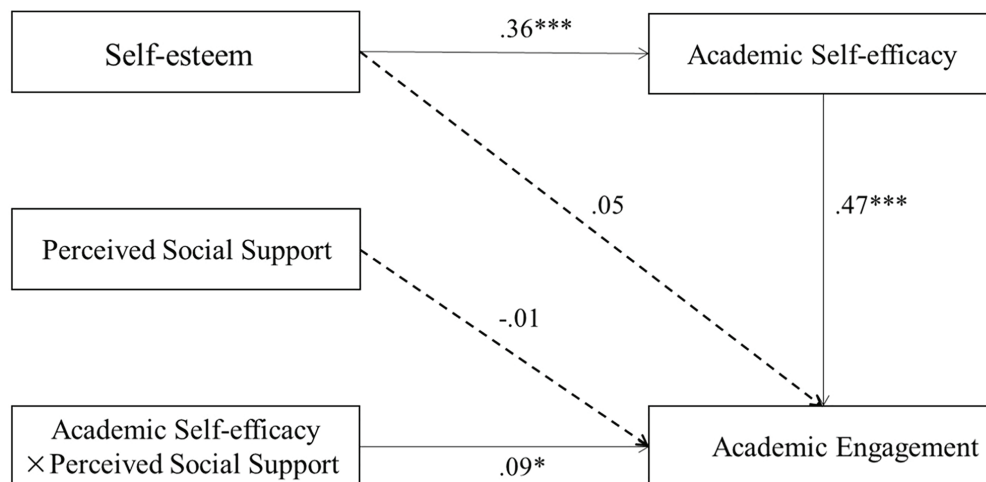 Self-esteem
.36***
Academic Self-efficacy
.05
.47***
Perceived Social Support
-.01
Academic Self-efficacy
×Perceived Social Support
.09*
Academic Engagement